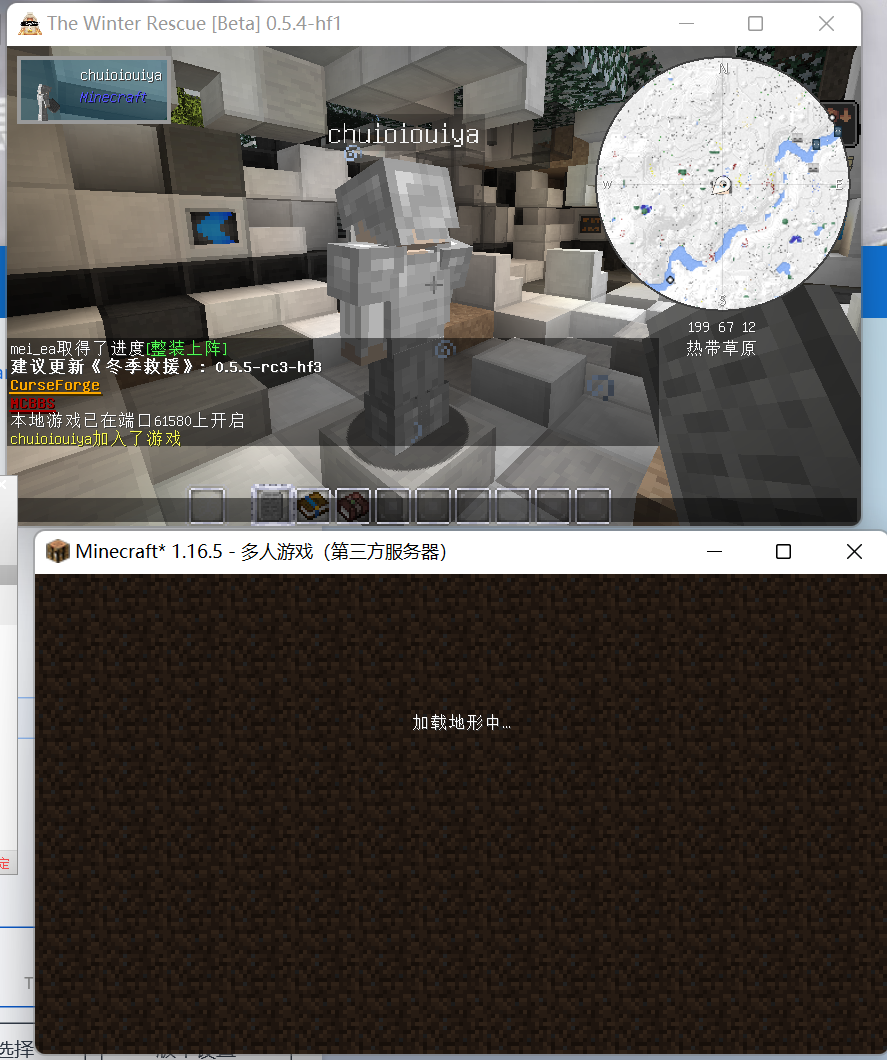 The Winter Rescue [Beta] 0.5.4-hf1
chuioiouiya
Minecraft
chuioiouiya
N
W
E
S
199 67 12
热带草原
mei_ea取得了进度[整装上阵]
建议更新《冬季救援》: 0.5.5-rc3-hf3
CurseForge
MCBBS
本地游戏已在端口61580上开启
chuioiouiya加入了游戏
Minecraft* 1.16.5 - 多人游戏（第三方服务器）
加载地形中...
定
T
选择